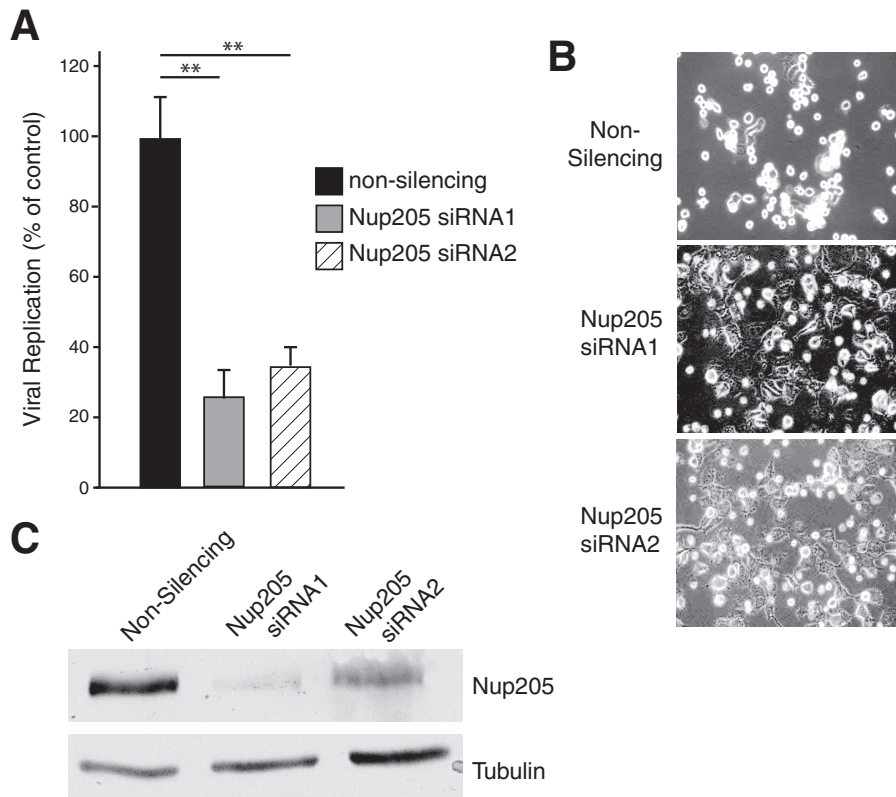 A
**
**
120
100
80
60
40
20
0
Viral Replication (% of control)
non-silencing
Nup205 siRNA1
Nup205 siRNA2
B
Non-
Silencing
Nup205
siRNA1
Nup205
siRNA2
C
Non-Silencing
Nup205
siRNA1
Nup205
siRNA2
Nup205
Tubulin